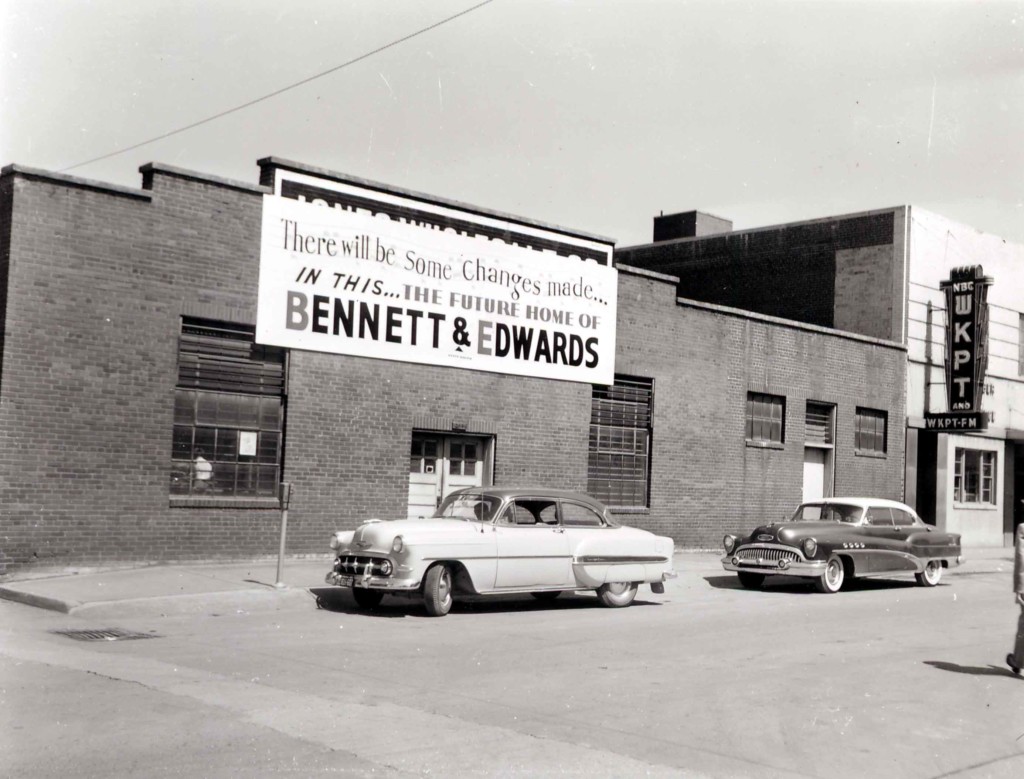 There will be Some Changes made...
IN THIS...THE FUTURE HOME OF
BENNETT & EDWARDS
NBC
WKPT
AND
WKPT-FM